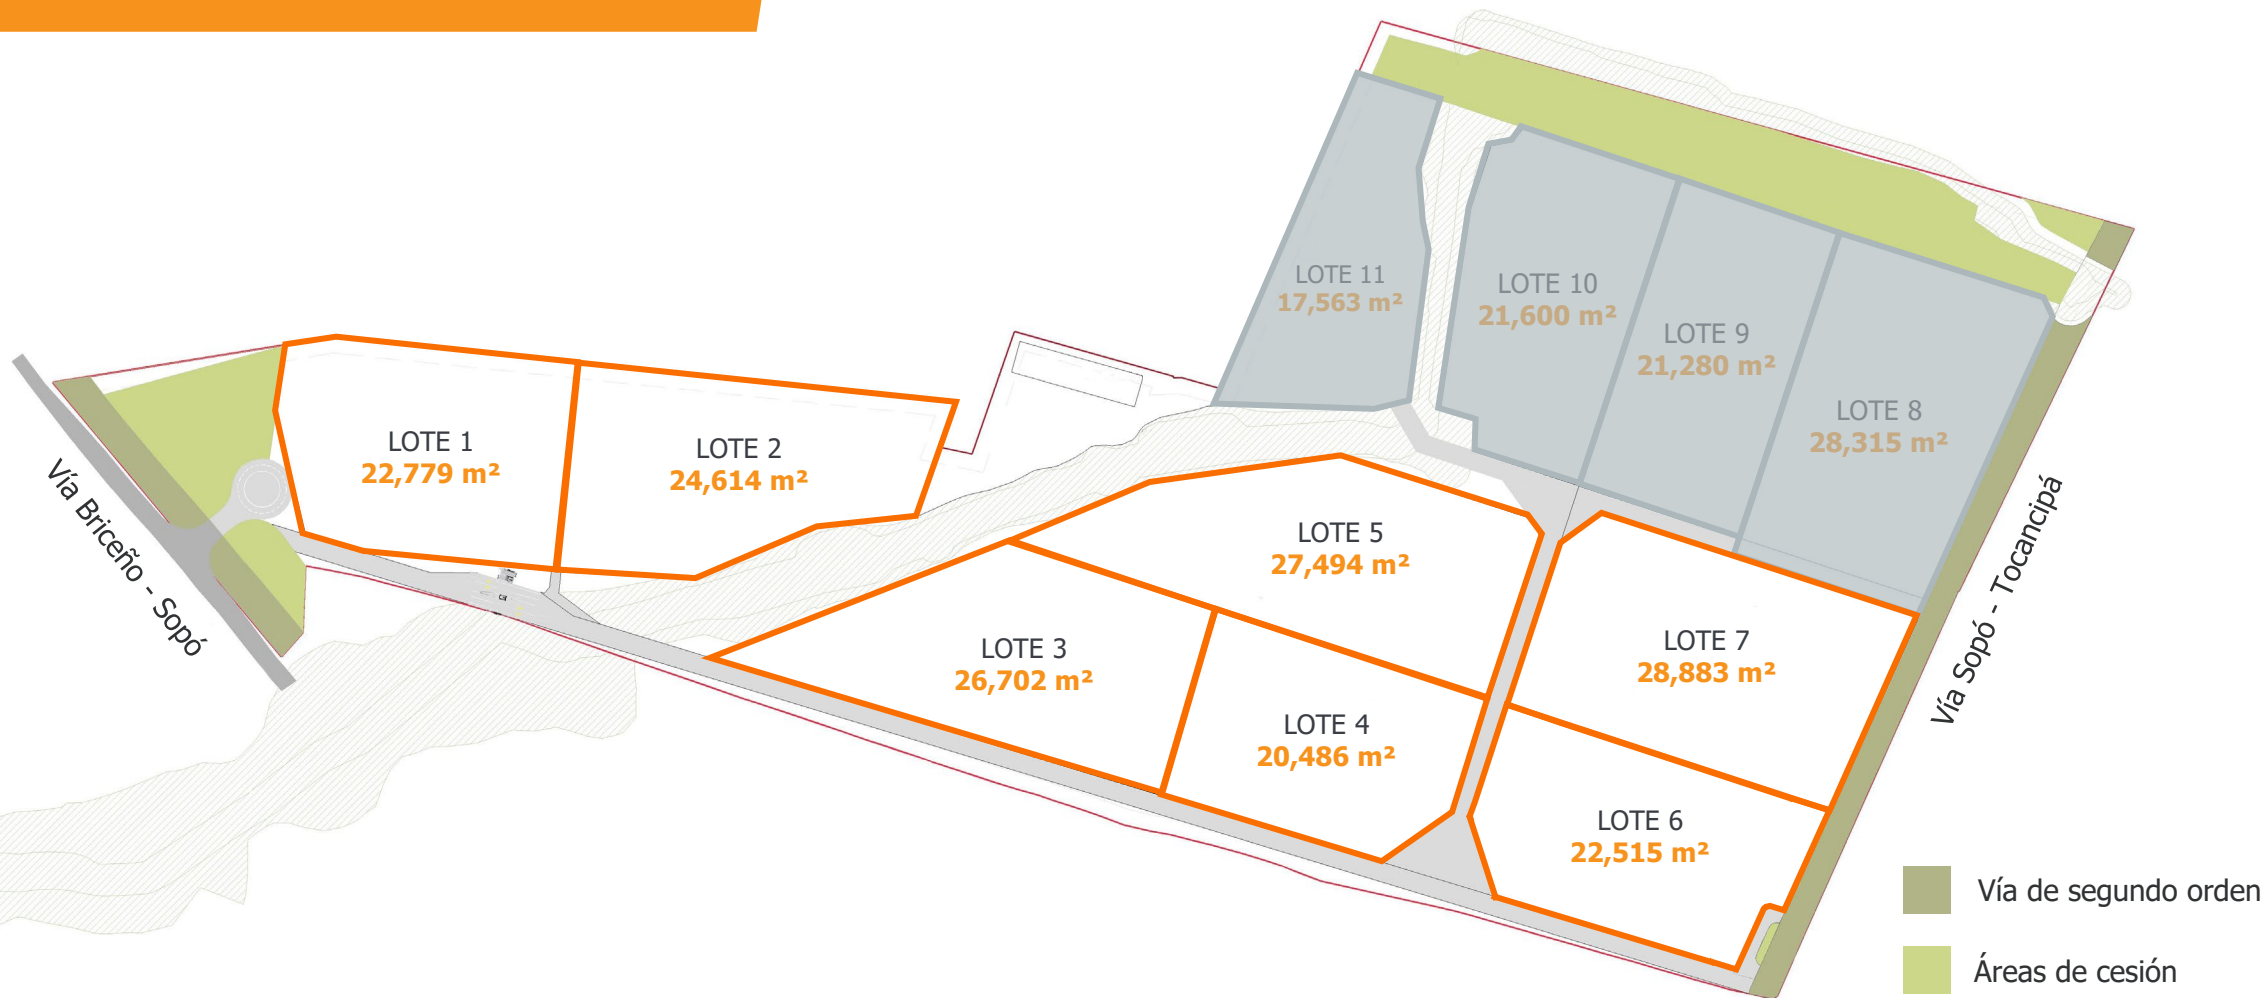 LOTE 11
17,563 m²
LOTE 10
21,600 m²
LOTE 9
21,280 m²
LOTE 8
28,315 m²
LOTE 1
22,779 m²
LOTE 2
24,614 m²
Vía Briceño - Sopó
LOTE 5
27,494 m²
LOTE 3
26,702 m²
LOTE 4
20,486 m²
LOTE 7
28,883 m²
LOTE 6
22,515 m²
Vía Sopó - Tocancipá
Vía de segundo orden
Áreas de cesión